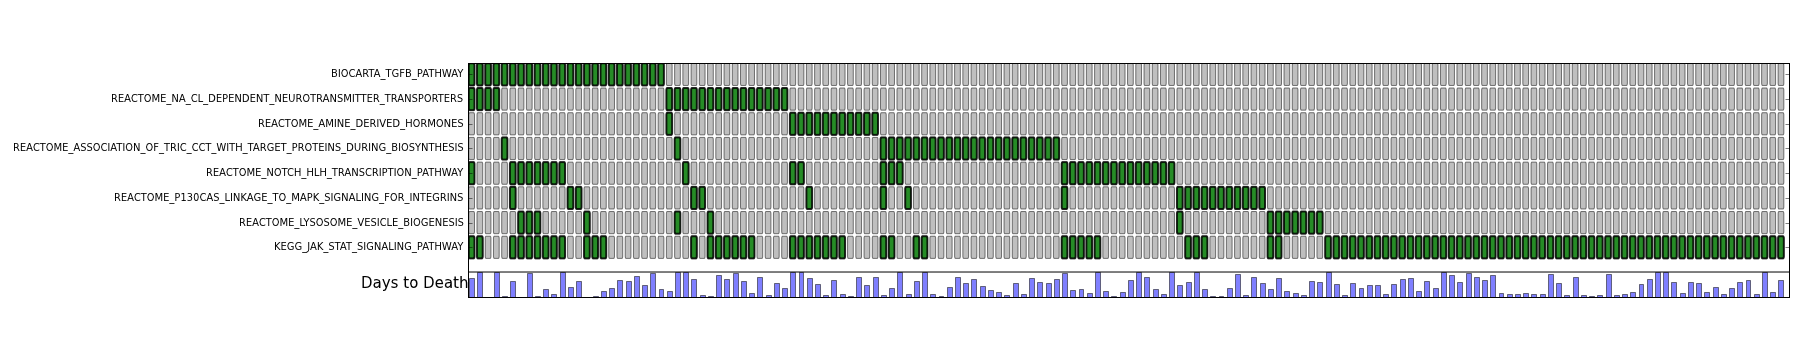 BIOCARTA_TGFB_PATHWAY
REACTOME_NA_CL_DEPENDENT_NEUROTRANSMITTER_TRANSPORTERS
REACTOME_AMINE_DERIVED_HORMONES
REACTOME_ASSOCIATION_OF_TRIC_CCT_WITH_TARGET_PROTEINS_DURING_BIOSYNTHESIS
REACTOME_NOTCH_HLH_TRANSCRIPTION_PATHWAY
REACTOME_P130CAS_LINKAGE_TO_MAPK_SIGNALING_FOR_INTEGRINS
REACTOME_LYSOSOME_VESICLE_BIOGENESIS
KEGG_JAK_STAT_SIGNALING_PATHWAY
Days to Death